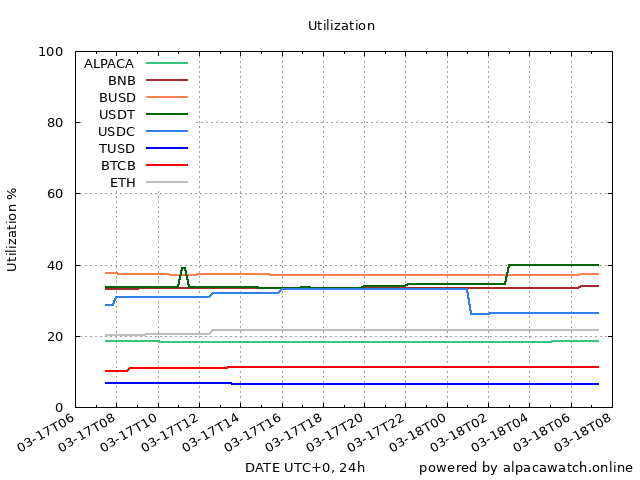 Utilization
Utilization %
100
80
60
40
20
0
ALPACA
BNB
BUSD
USDT
USDC
TUSD
BTCB
ETH
03-17T06
03-17T08
03-17T10
03-17T12
03-17T14
03-17T16
03-17T18
03-17T20
03-17T22
03-18T00
03-18T02
03-18T04
03-18T06
03-18T08
DATE UTC+0, 24h
powered by alpacawatch.online